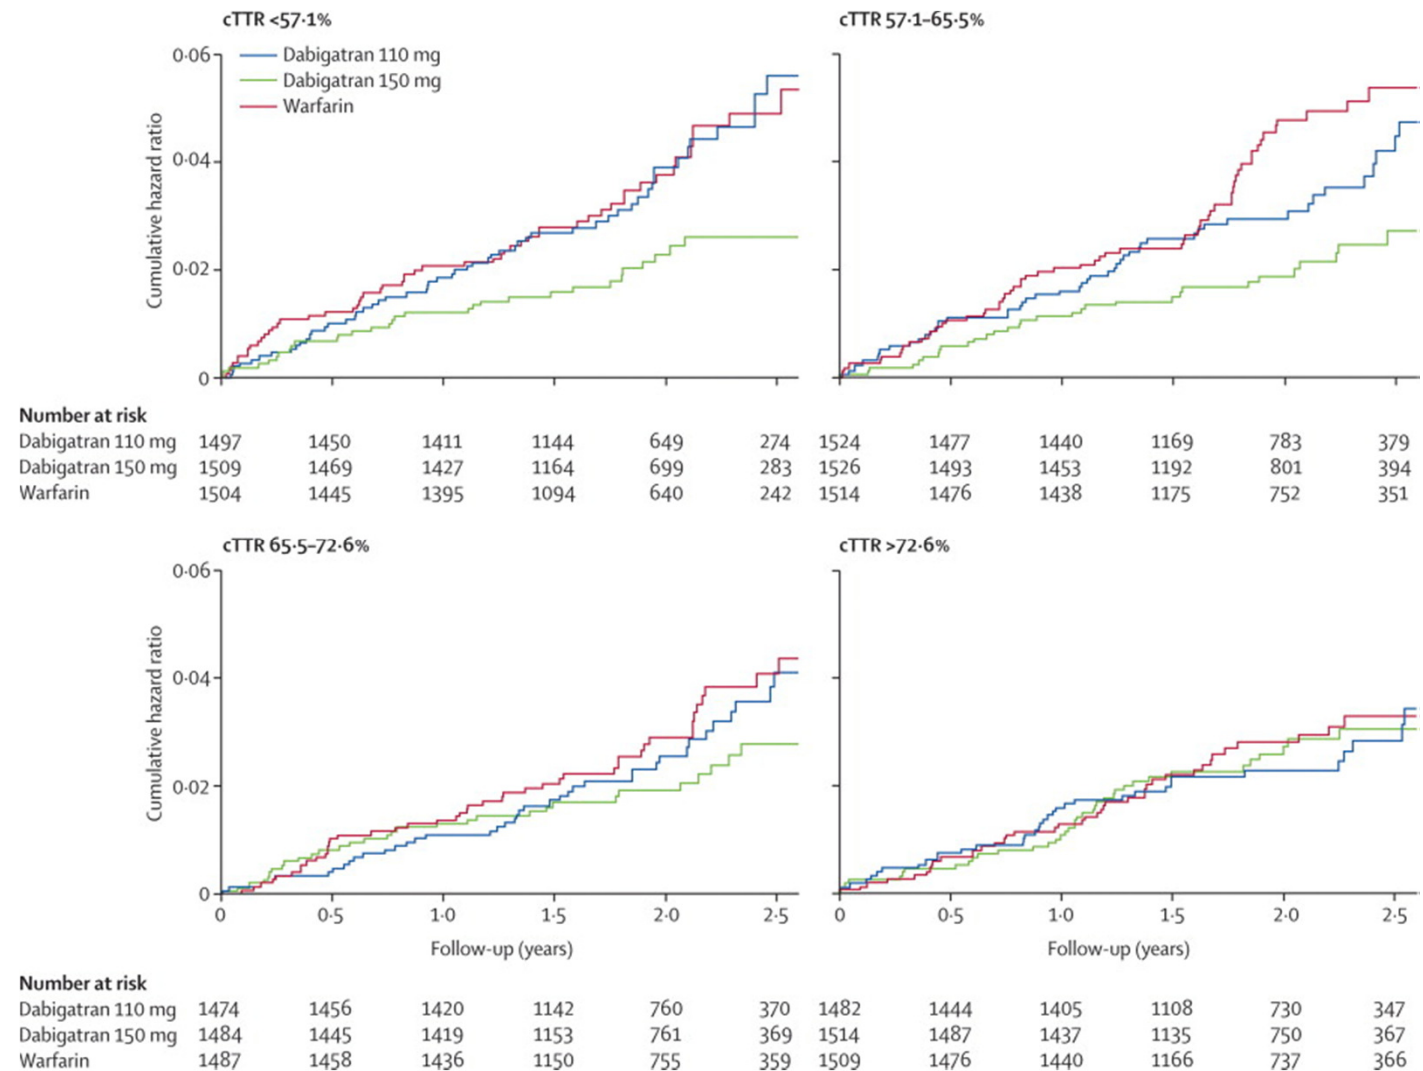 cTTR <57·1%
cTTR 57·1–65·5%
0·06
Dabigatran 110 mg
Dabigatran 150 mg
Warfarin
0·04
0·02
0
Cumulative hazard ratio
Number at risk
Dabigatran 110 mg 1497 1450 1411 1144 649 274 1524 1477 1440 1169 783 379
Dabigatran 150 mg 1509 1469 1427 1164 699 283 1526 1493 1453 1192 801 394
Warfarin 1504 1445 1395 1094 640 242 1514 1476 1438 1175 752 351
cTTR 65·5–72·6%
cTTR >72·6%
0·06
0·04
0·02
0
Cumulative hazard ratio
0 0·5 1·0 1·5 2·0 2·5 0 0·5 1·0 1·5 2·0 2·5
Follow-up (years) Follow-up (years)
Number at risk
Dabigatran 110 mg 1474 1456 1420 1142 760 370 1482 1444 1405 1108 730 347
Dabigatran 150 mg 1484 1445 1419 1153 761 369 1514 1487 1437 1135 750 367
Warfarin 1487 1458 1436 1150 755 359 1509 1476 1440 1166 737 366